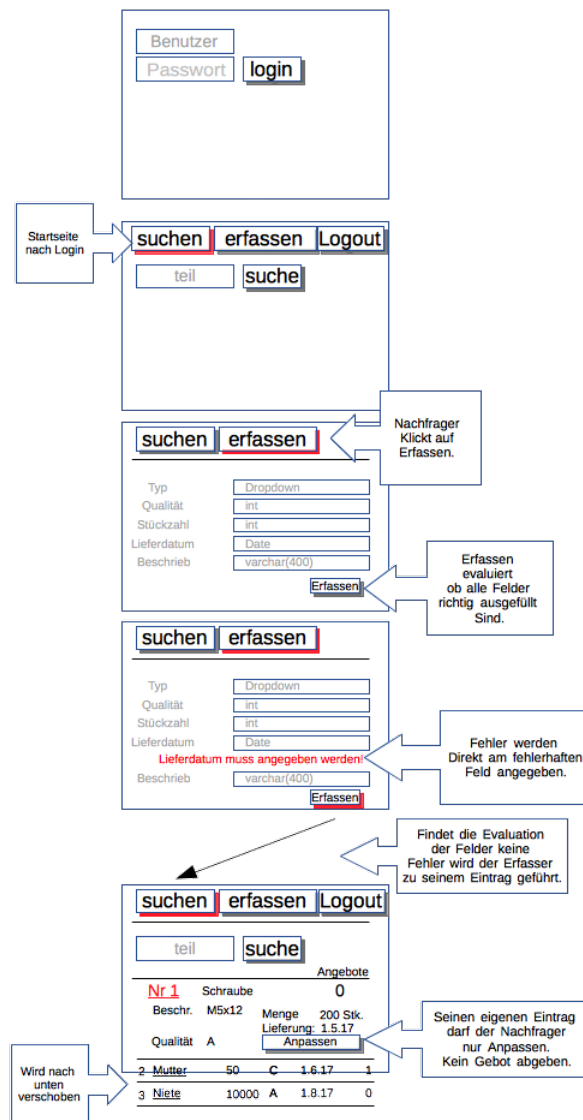 Benutzer
Passwort login
Startseite
nach Login
suchen erfassen Logout
teil suche
Nachfrager
Klickt auf
Erfassen.
suchen erfassen
Typ Dropdown
Qualität int
Stückzahl int
Lieferdatum Date
Beschrieb varchar(400)
Erfassen
Erfassen
evaluiert
ob alle Felder
richtig ausgefüllt
Sind.
suchen erfassen
Typ Dropdown
Qualität int
Stückzahl int
Lieferdatum Date
Lieferdatum muss angegeben werden!
Beschrieb varchar(400)
Erfassen
Fehler werden
Direkt am fehlerhaften
Feld angegeben.
Findet die Evaluation
der Felder keine
Fehler wird der Erfasser
zu seinem Eintrag geführt.
suchen erfassen Logout
teil suche
Angebote
Nr 1 Schraube 0
Beschr. M5x12 Menge 200 Stk.
Lieferung: 1.5.17
Qualität A Anpassen
Seinen eigenen Eintrag
darf der Nachfrager
nur Anpassen.
Kein Gebot abgeben.
Wird nach
unten
verschoben
2 Mutter 50 C 1.6.17 1
3 Niete 10000 A 1.8.17 0